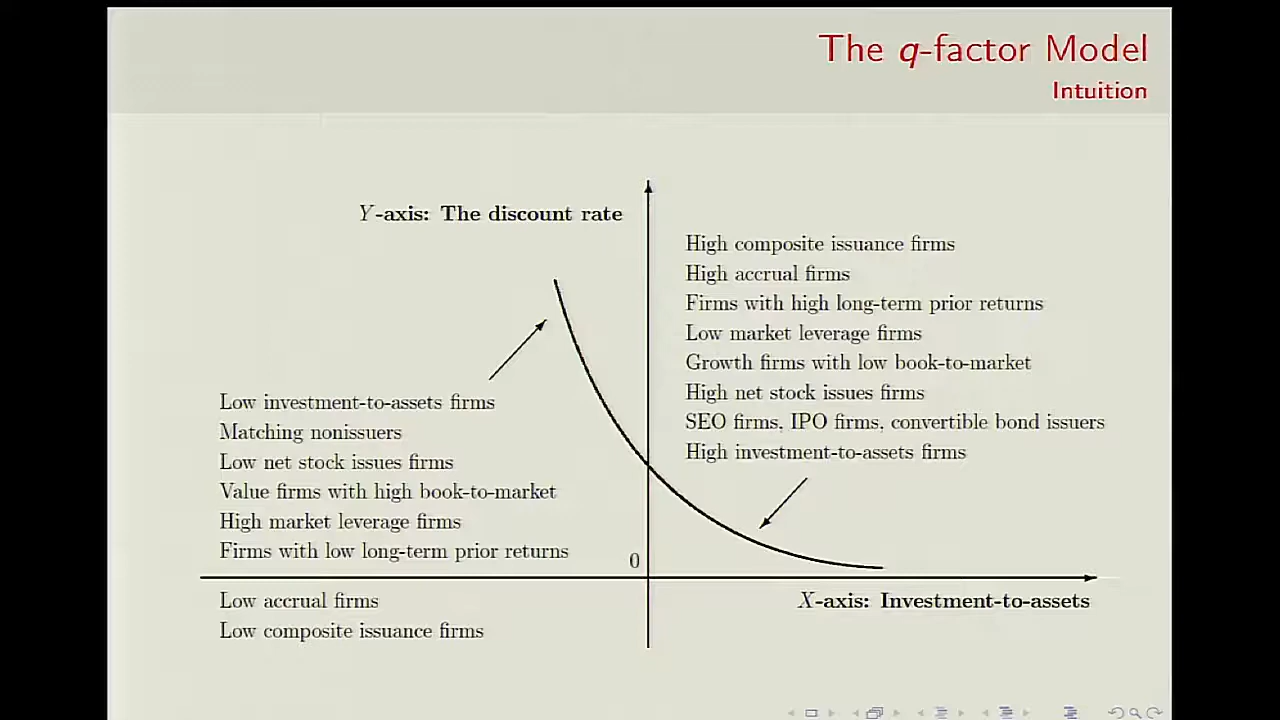 The q-factor Model
Intuition
Y-axis: The discount rate
High composite issuance firms
High accrual firms
Firms with high long-term prior returns
Low market leverage firms
Growth firms with low book-to-market
High net stock issues firms
SEO firms, IPO firms, convertible bond issuers
High investment-to-assets firms
Low investment-to-assets firms
Matching nonissuers
Low net stock issues firms
Value firms with high book-to-market
High market leverage firms
Firms with low long-term prior returns
0
Low accrual firms
Low composite issuance firms
X-axis: Investment-to-assets